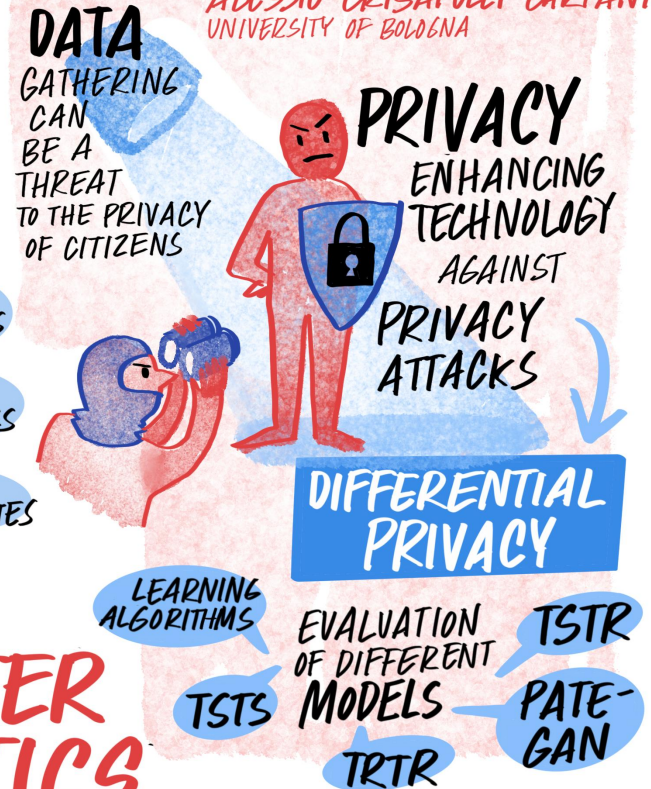 UNIVERSITY OF BOLOGNA
DATA
GATHERING
CAN
BE A
THREAT
TO THE PRIVACY
OF CITIZENS
PRIVACY
ENHANCING
TECHNOLOGY
AGAINST
PRIVACY
ATTACKS
DIFFERENTIAL
PRIVACY
LEARNING
ALGORITHMS
EVALUATION
OF DIFFERENT
MODELS
TSTR
TSTS
PATE-
GAN
TRTR